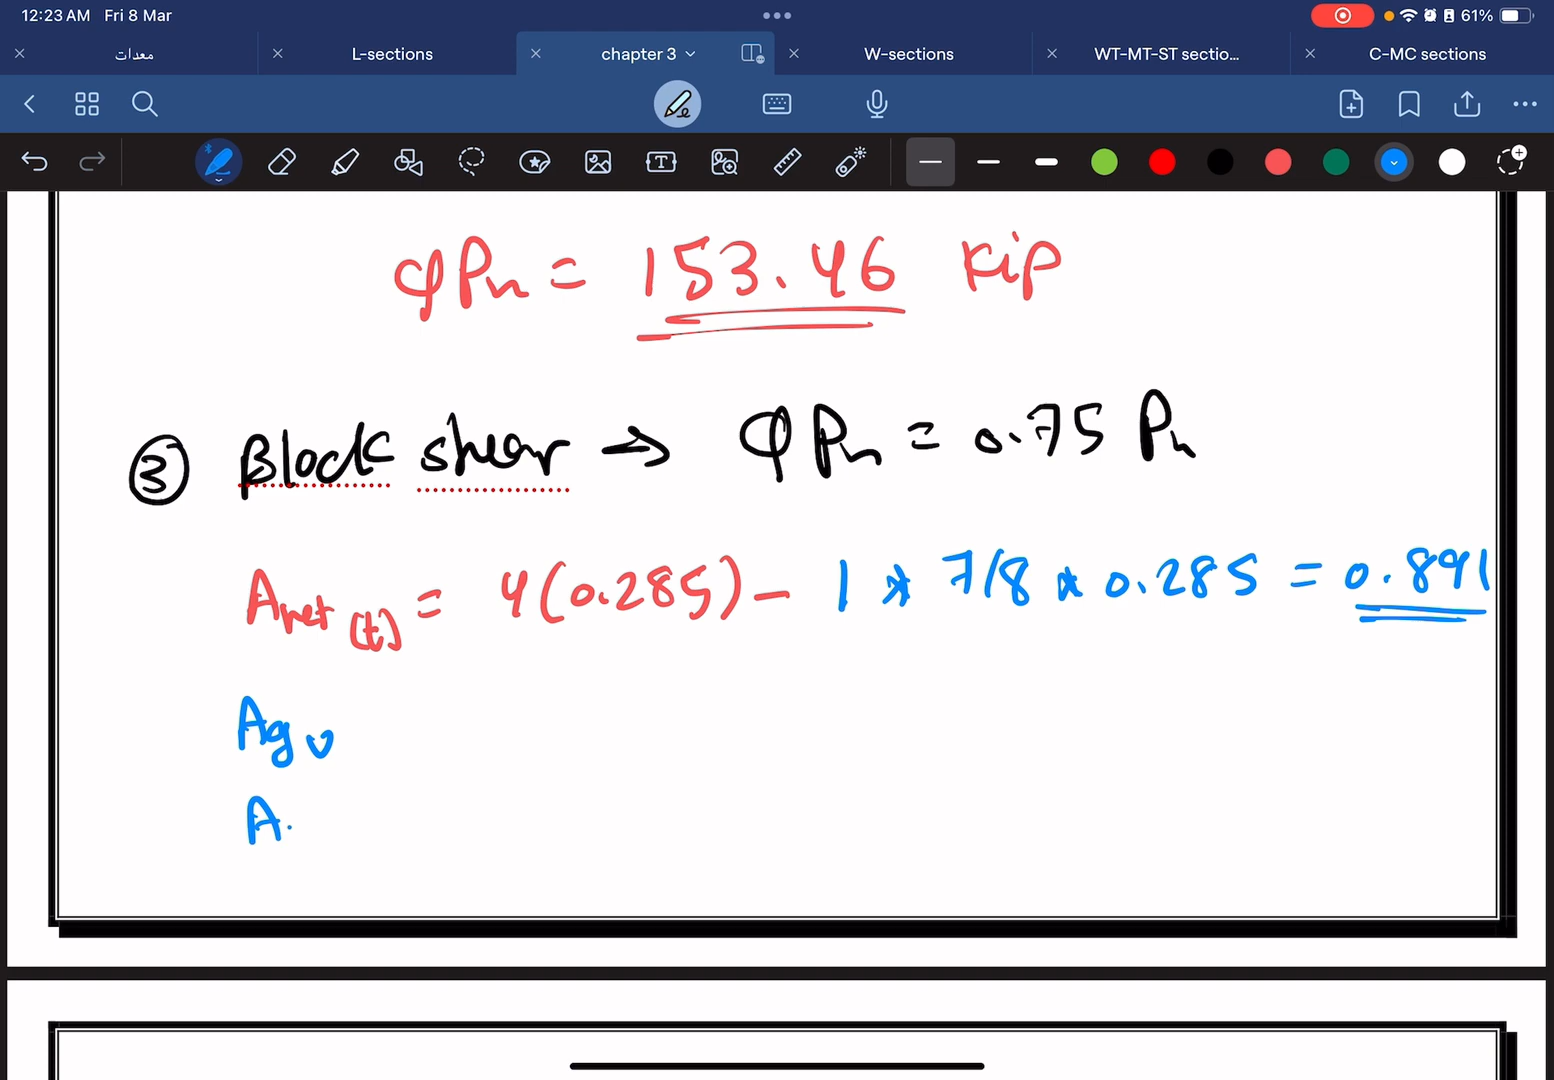 12:23 AM Fri 8 Mar 61%
معدات L-sections chapter 3 W-sections WT-MT-ST sectio... C-MC sections
φPn = 153.46 Kip
③ Block shear → φPn = 0.75 Pn
Anet (t) = 4(0.285) - 1 * 7/8 * 0.285 = 0.891
Agv
A.